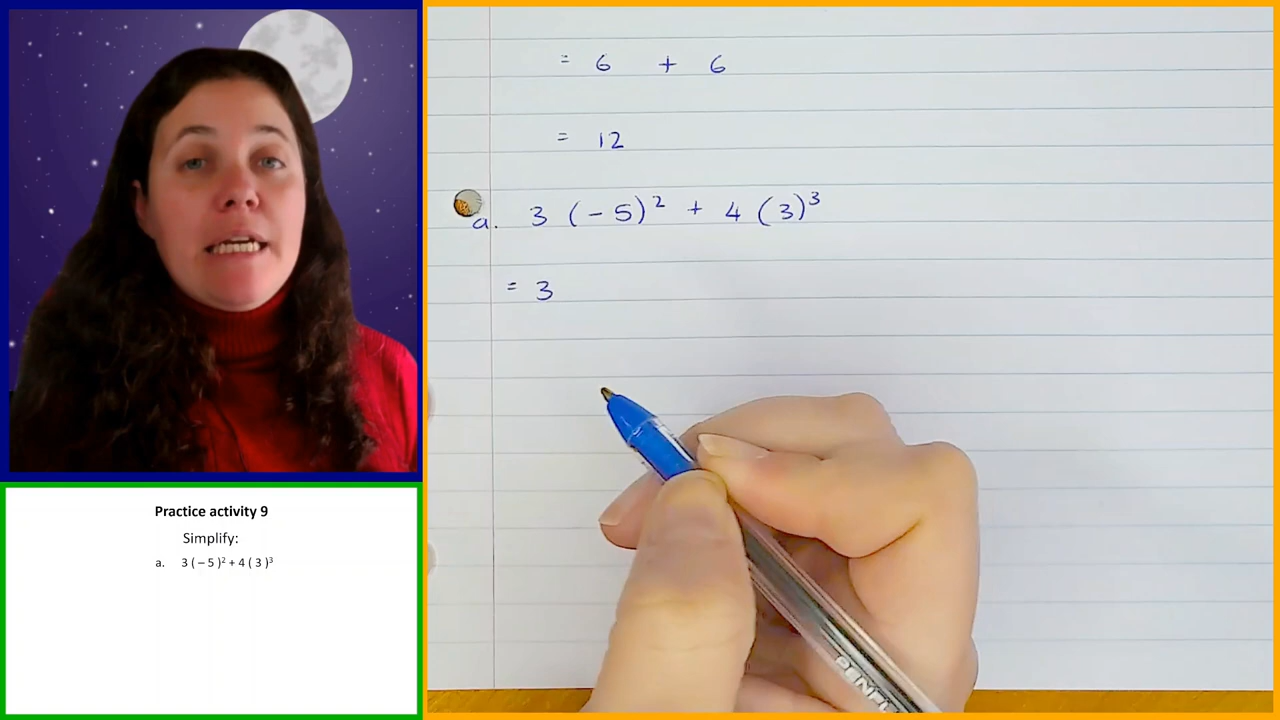 Practice activity 9
Simplify:
a. 3 ( – 5 )² + 4 ( 3 )³
= 6 + 6
= 12
a. 3 (- 5)² + 4 (3)³
= 3